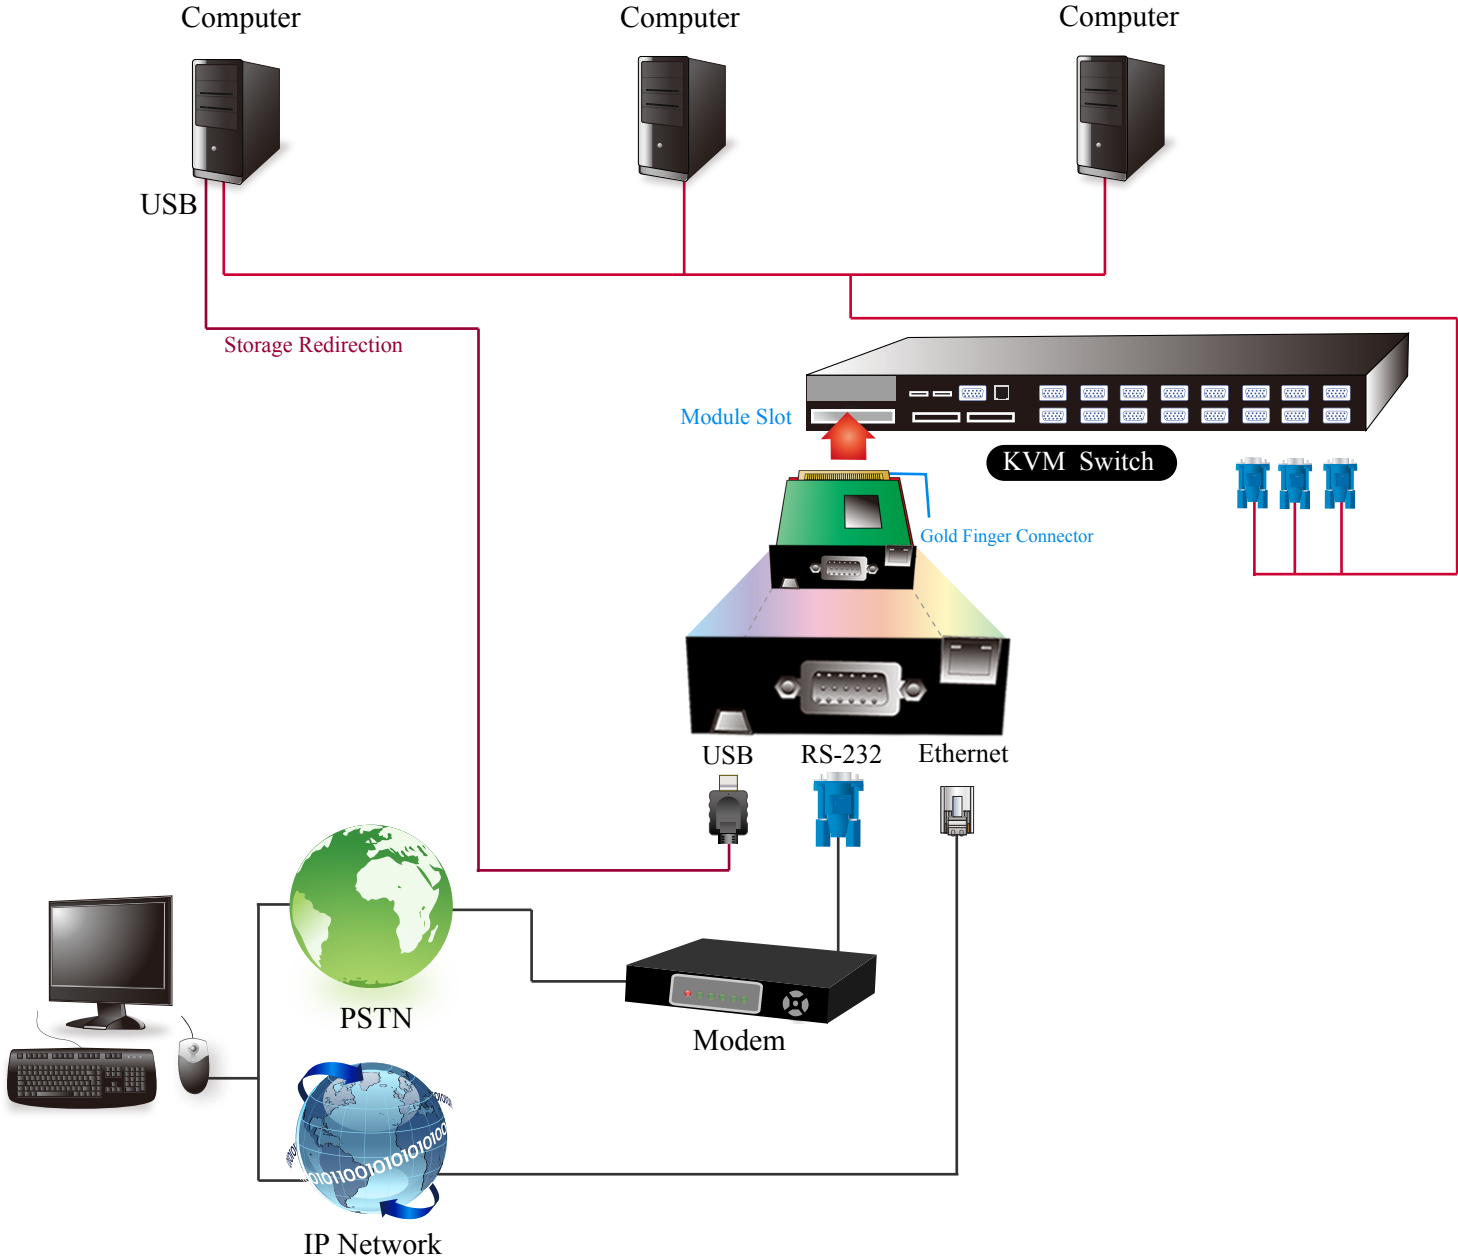 Computer
Computer
Computer
USB
Storage Redirection
Module Slot
KVM Switch
Gold Finger Connector
USB
RS-232
Ethernet
PSTN
Modem
01011001010101010100
IP Network